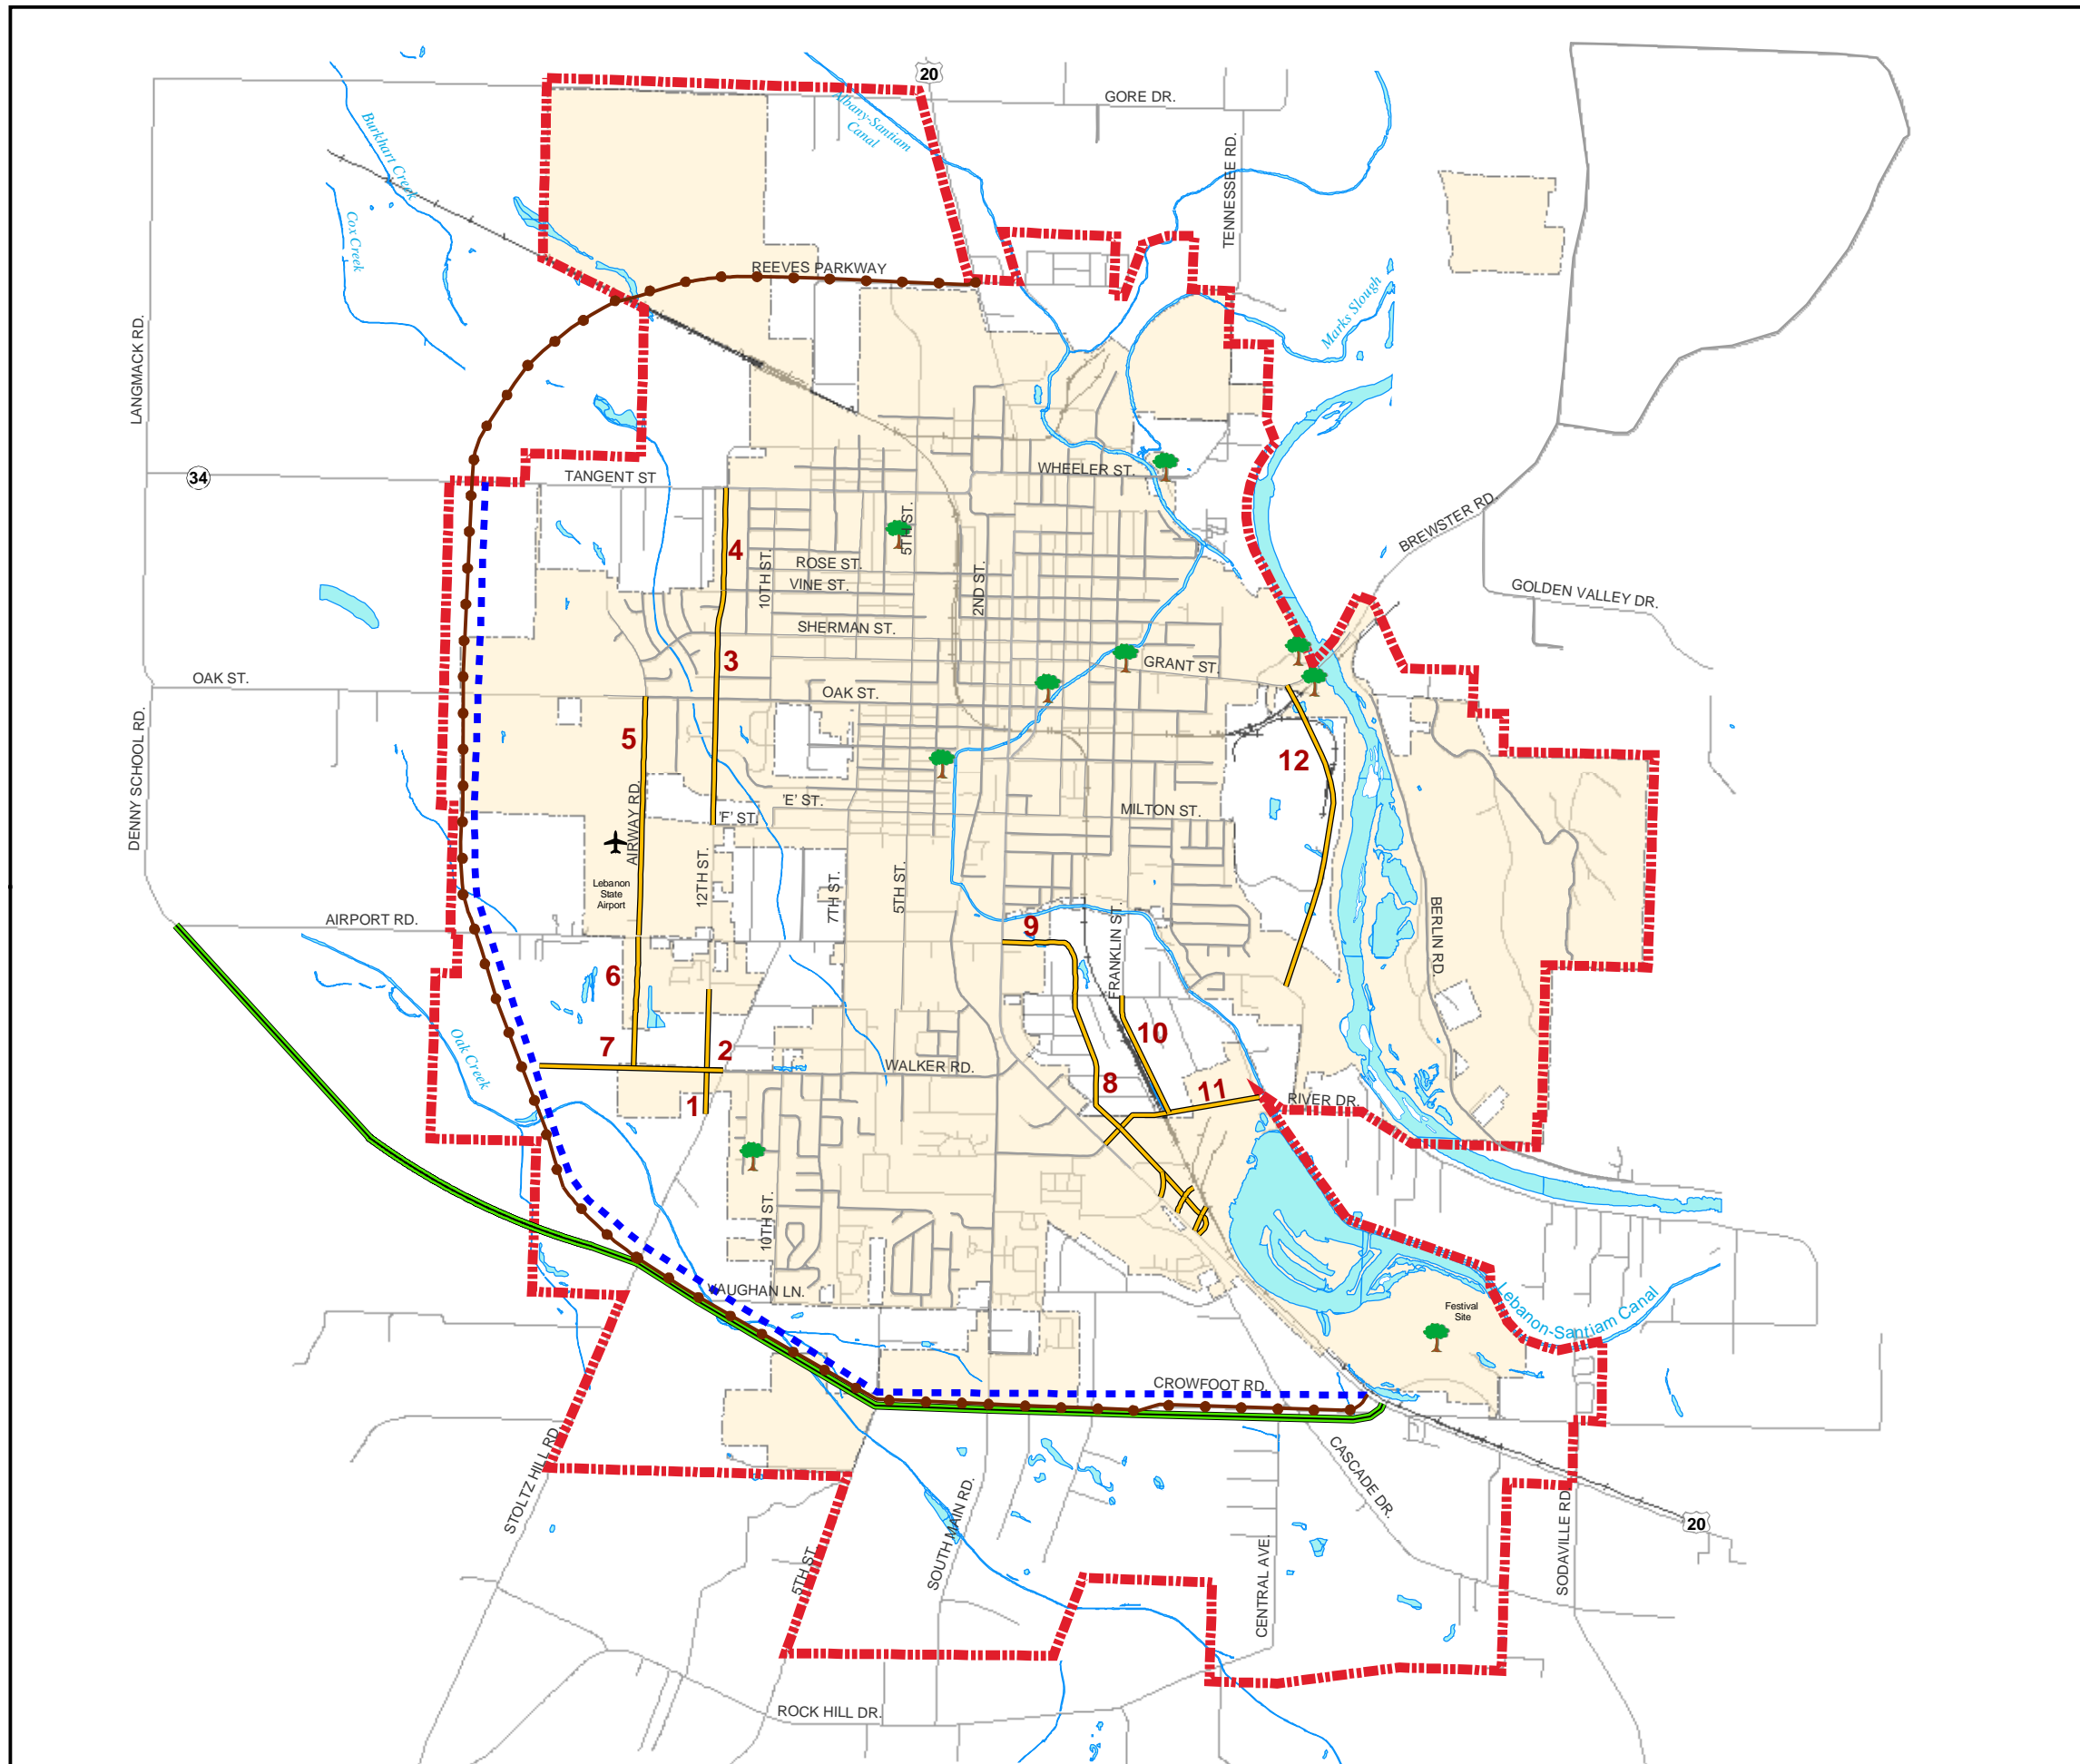 20
GORE DR.
Albany-Santiam
Canal
Burkhart Creek
TENNESSEE RD.
Cox Creek
REEVES PARKWAY
Marks Slough
LANGMACK RD.
34
TANGENT ST
WHEELER ST.
5TH ST.
BREWSTER RD.
4
10TH ST.
ROSE ST.
VINE ST.
2ND ST.
GOLDEN VALLEY DR.
SHERMAN ST.
3
GRANT ST.
OAK ST.
OAK ST.
5
12
DENNY SCHOOL RD.
'E' ST.
'F' ST.
MILTON ST.
AIRWAY RD.
Lebanon
State
Airport
12TH ST.
7TH ST.
5TH ST.
BERLIN RD.
AIRPORT RD.
9
FRANKLIN ST.
6
10
Oak Creek
7
2
WALKER RD.
8
11
1
RIVER DR.
10TH ST.
VAUGHAN LN.
Lebanon-Santiam Canal
Festival
Site
CROWFOOT RD.
STOLTZ HILL RD.
CASCADE DR.
SOUTH MAIN RD.
20
5TH ST.
SODAVILLE RD.
CENTRAL AVE.
ROCK HILL DR.